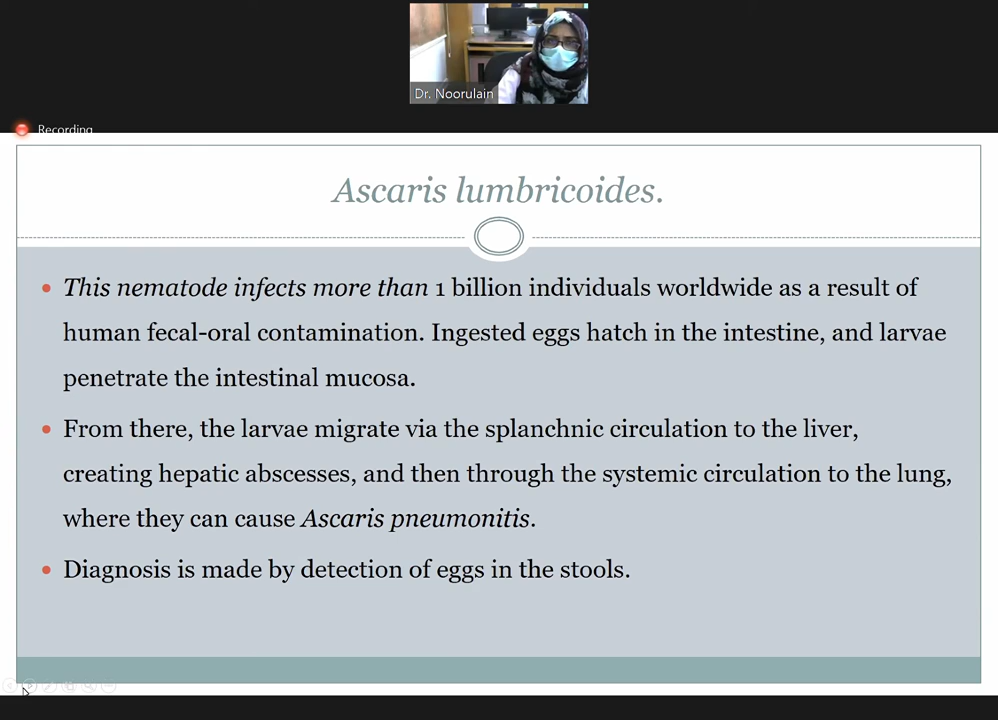 Dr. Noorulain
Recording
Ascaris lumbricoides.
This nematode infects more than 1 billion individuals worldwide as a result of
human fecal-oral contamination. Ingested eggs hatch in the intestine, and larvae
penetrate the intestinal mucosa.
From there, the larvae migrate via the splanchnic circulation to the liver,
creating hepatic abscesses, and then through the systemic circulation to the lung,
where they can cause Ascaris pneumonitis.
Diagnosis is made by detection of eggs in the stools.